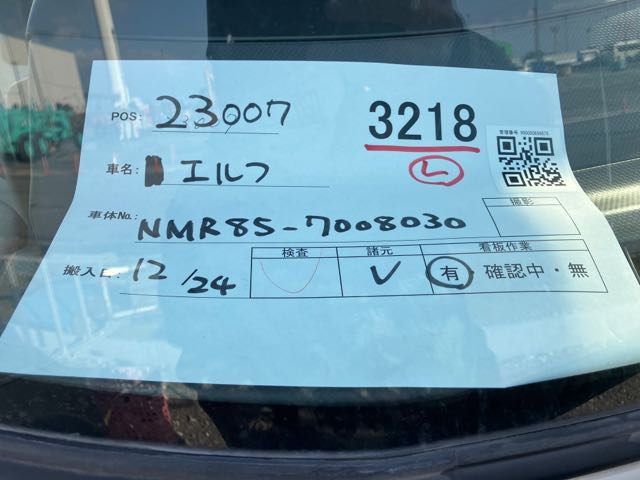 POS: 23007
3218
L
車名: エルフ
車体No. NMR85-7008030
撮影
搬入日: 12/24
検査 諸元 看板作業
有・確認中・無